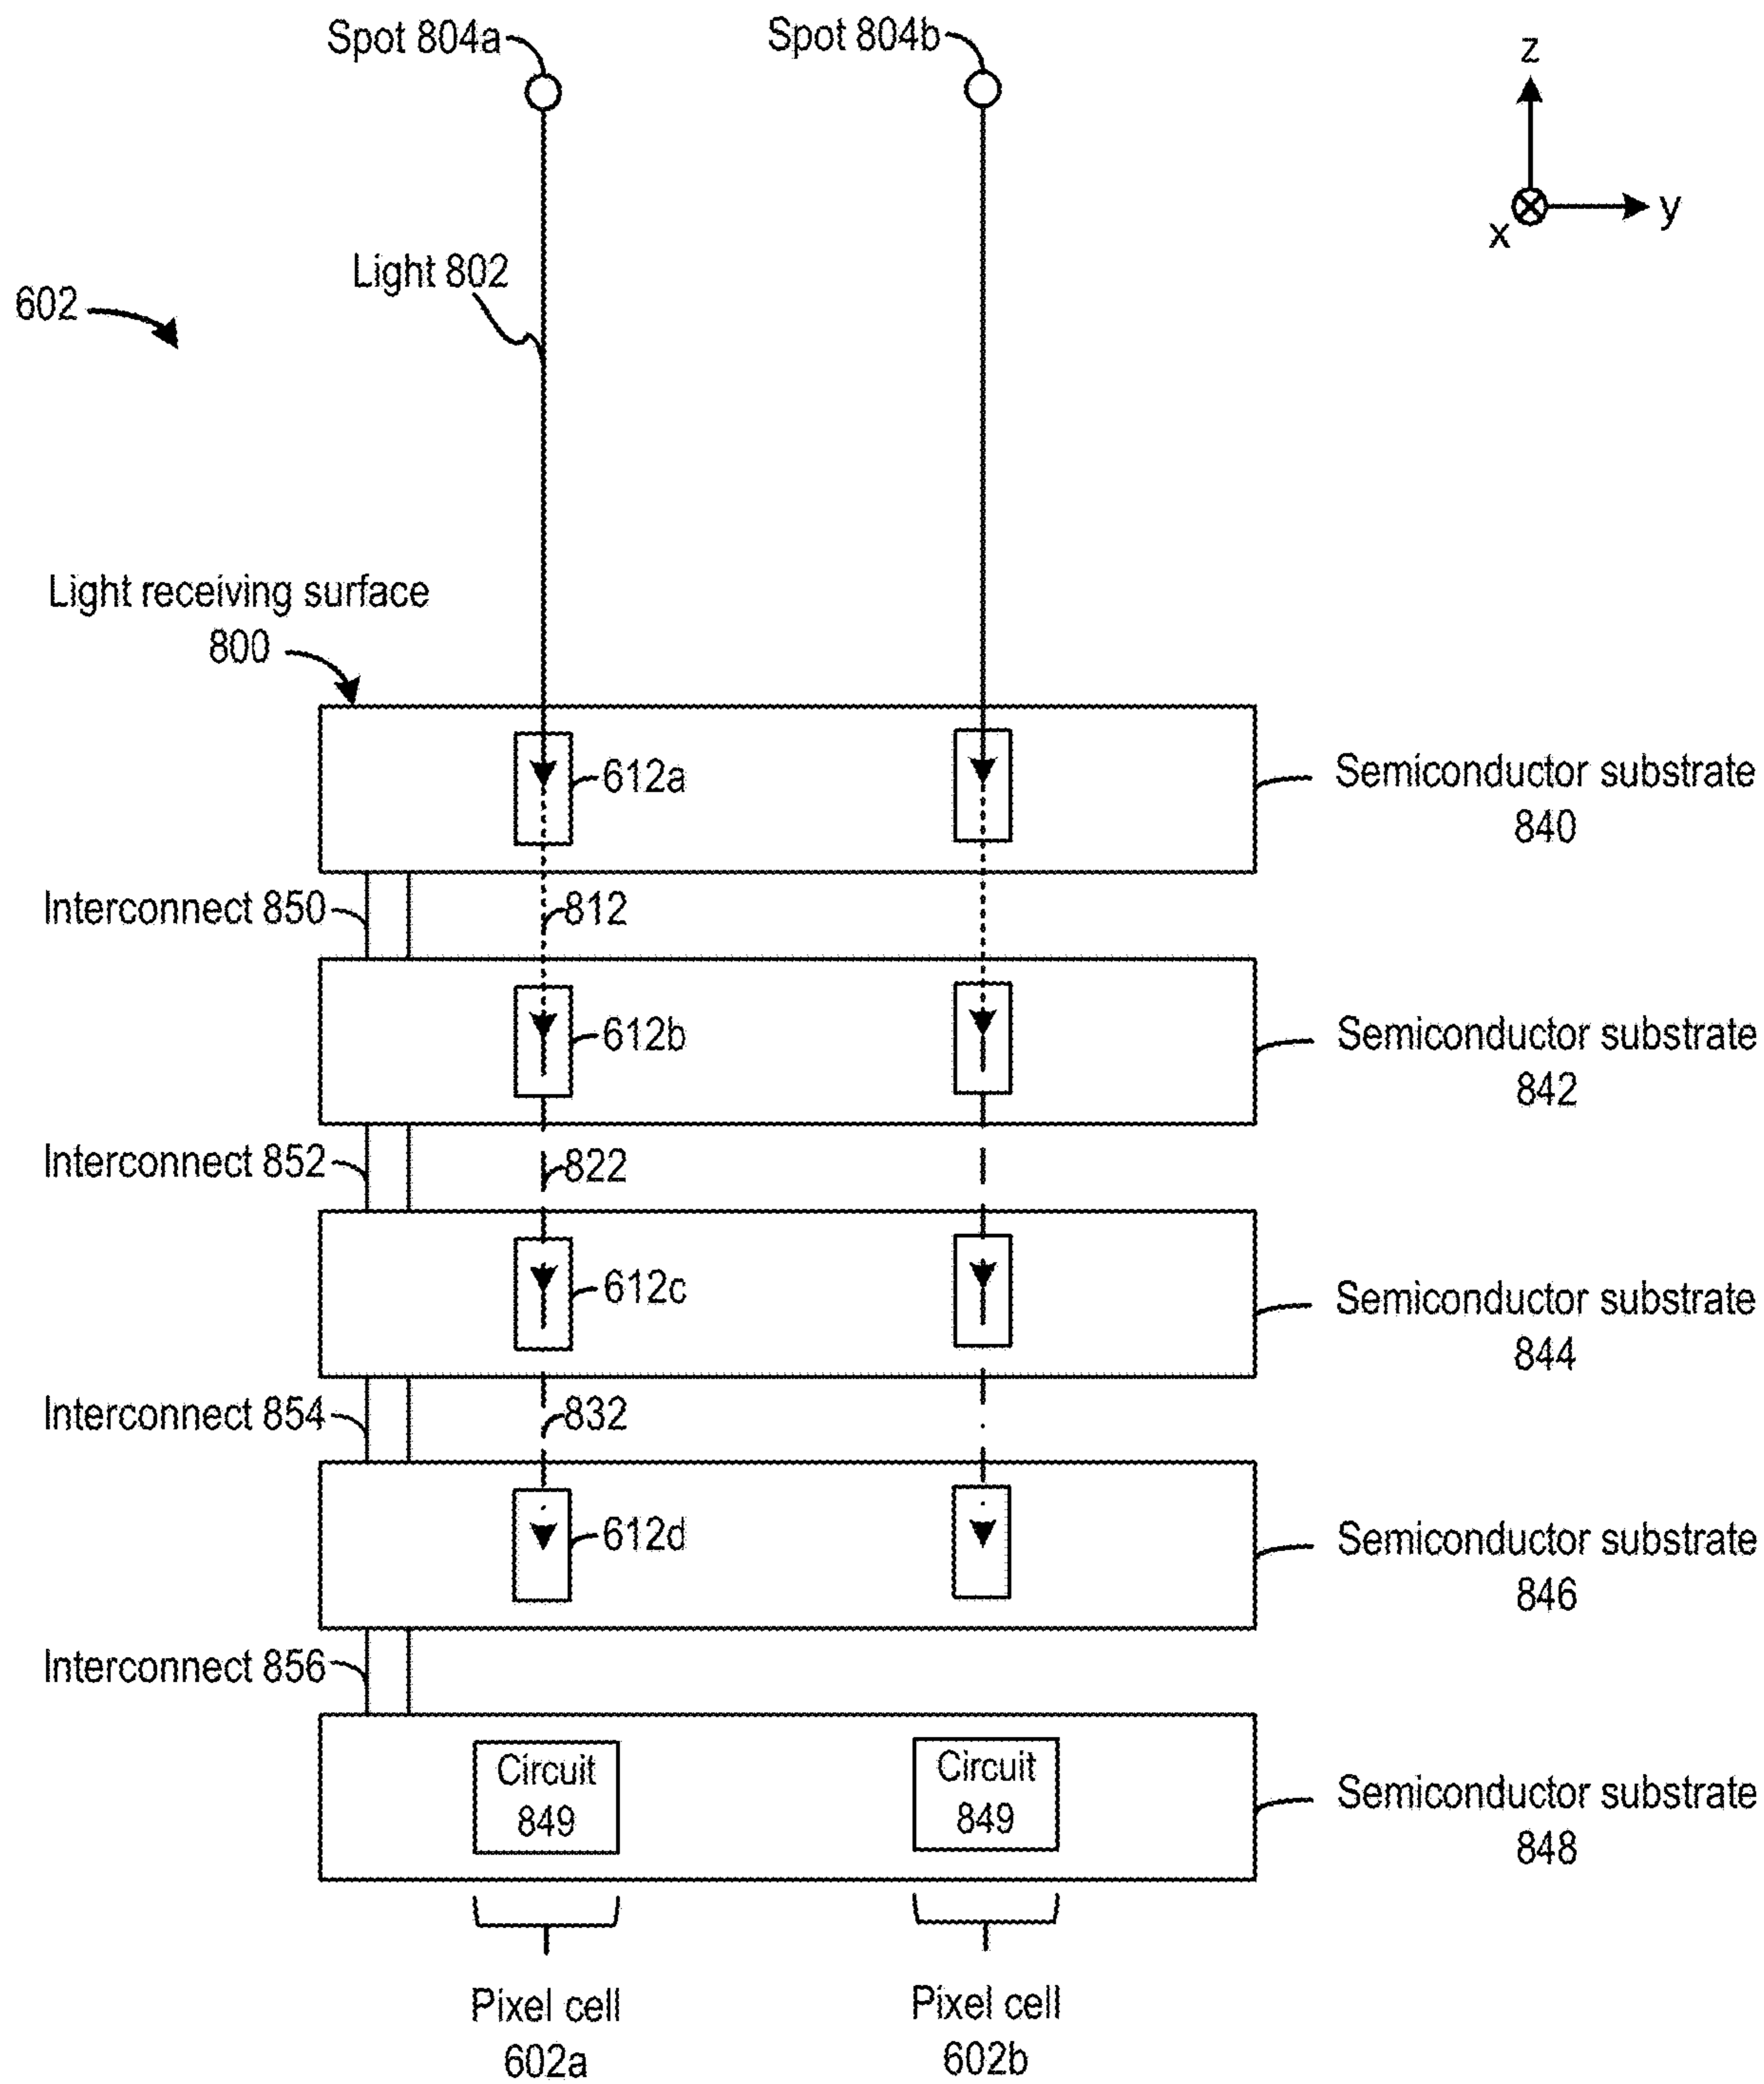 Spot 804a
Spot 804b
z
x
y
Light 802
602
Light receiving surface
800
612a
Semiconductor substrate
840
Interconnect 850
812
612b
Semiconductor substrate
842
Interconnect 852
822
612c
Semiconductor substrate
844
Interconnect 854
832
612d
Semiconductor substrate
846
Interconnect 856
Circuit
849
Circuit
849
Semiconductor substrate
848
Pixel cell
602a
Pixel cell
602b